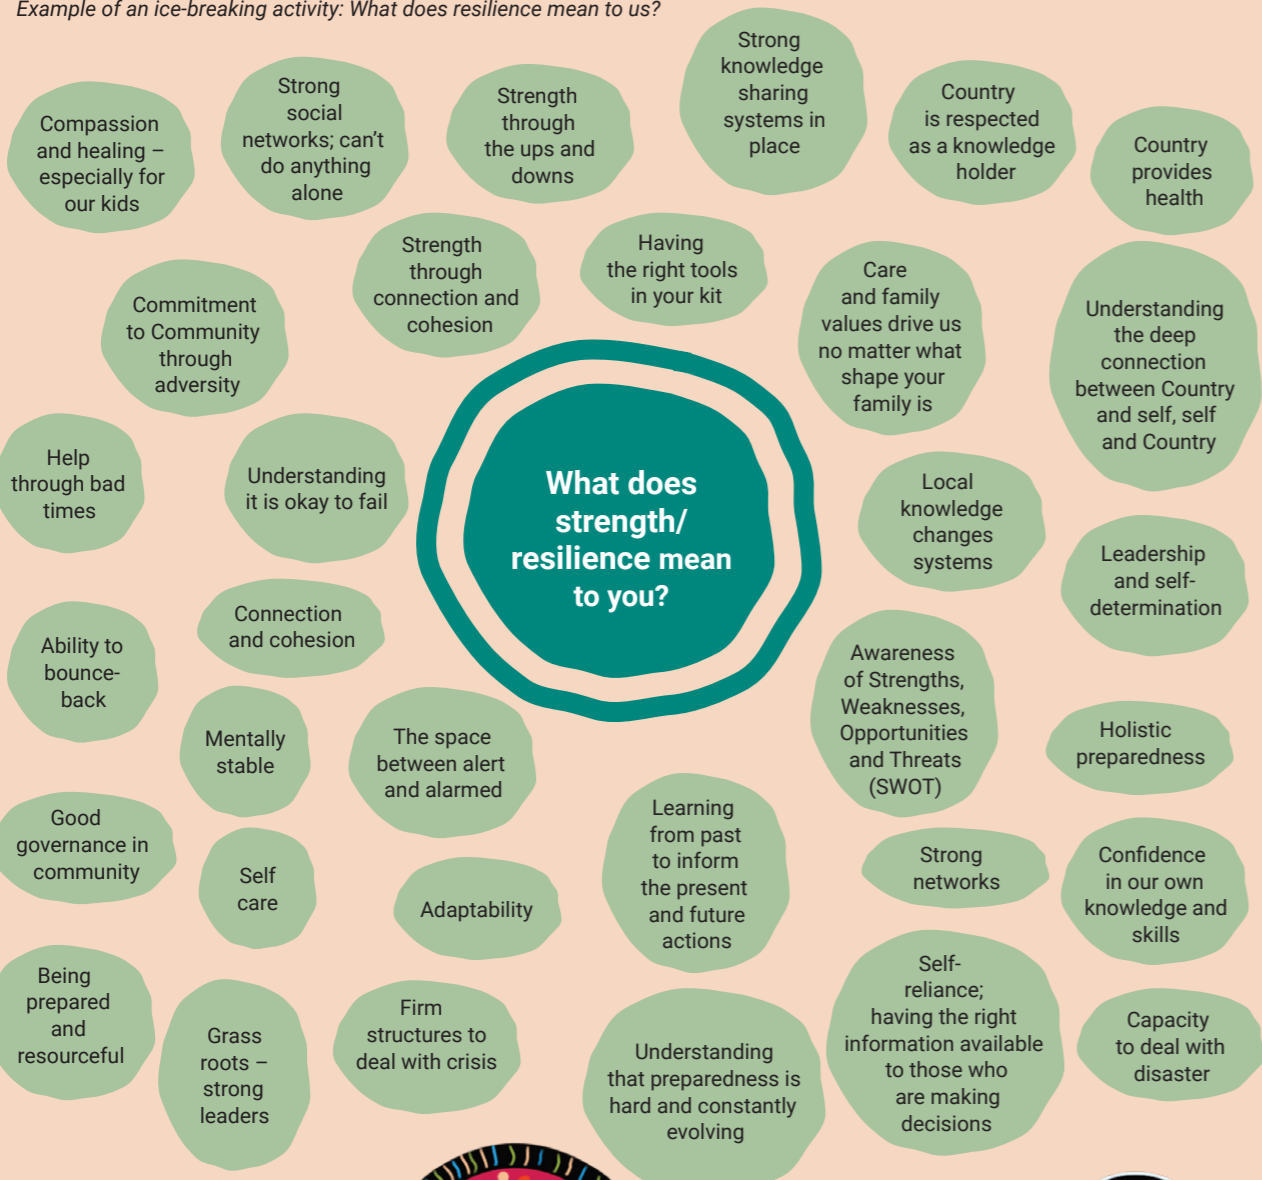 Example of an ice-breaking activity: What does resilience mean to us?
Compassion
and healing –
especially for
our kids
Strong
social
networks; can't
do anything
alone
Strength
through
the ups and
downs
Strong
knowledge
sharing
systems in
place
Country
is respected
as a knowledge
holder
Country
provides
health
Commitment
to Community
through
adversity
Strength
through
connection and
cohesion
Having
the right tools
in your kit
Care
and family
values drive us
no matter what
shape your
family is
Understanding
the deep
connection
between Country
and self, self
and Country
Help
through bad
times
Understanding
it is okay to fail
What does
strength/
resilience mean
to you?
Local
knowledge
changes
systems
Leadership
and self-
determination
Ability to
bounce-
back
Connection
and cohesion
Awareness
of Strengths,
Weaknesses,
Opportunities
and Threats
(SWOT)
Holistic
preparedness
Mentally
stable
The space
between alert
and alarmed
Good
governance in
community
Self
care
Adaptability
Learning
from past
to inform
the present
and future
actions
Strong
networks
Confidence
in our own
knowledge and
skills
Being
prepared
and
resourceful
Grass
roots –
strong
leaders
Firm
structures to
deal with crisis
Understanding
that preparedness is
hard and constantly
evolving
Self-
reliance;
having the right
information available
to those who
are making
decisions
Capacity
to deal with
disaster